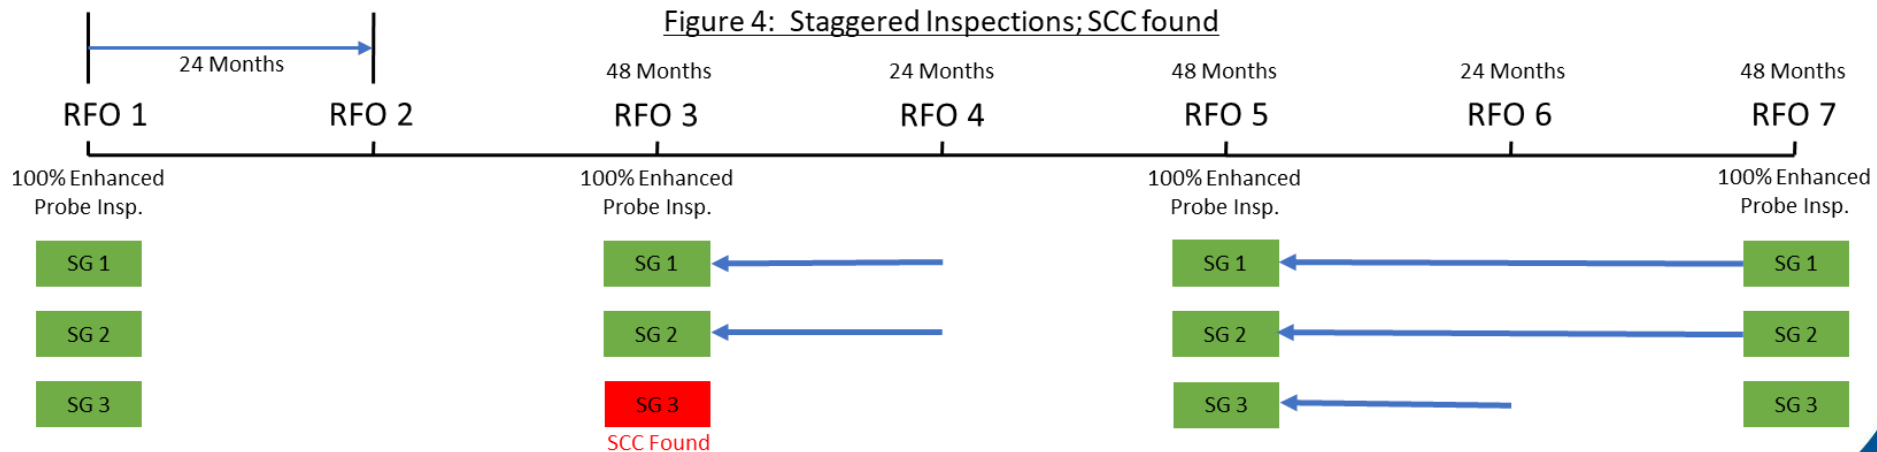 Figure 4: Staggered Inspections; SCC found
24 Months
48 Months
24 Months
48 Months
24 Months
48 Months
RFO 1
RFO 2
RFO 3
RFO 4
RFO 5
RFO 6
RFO 7
100% Enhanced
Probe Insp.
100% Enhanced
Probe Insp.
100% Enhanced
Probe Insp.
100% Enhanced
Probe Insp.
SG 1
SG 1
SG 1
SG 1
SG 2
SG 2
SG 2
SG 2
SG 3
SG 3
SG 3
SG 3
SCC Found